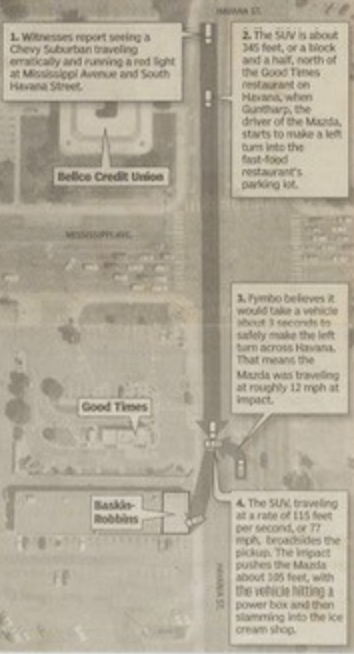 HAVANA ST.
1. Witnesses report seeing a
Chevy Suburban traveling
erratically and running a red light
at Mississippi Avenue and South
Havana Street.
2. The SUV is about
345 feet, or a block
and a half, north of
the Good Times
restaurant on
Havana, when
Guntharp, the
driver of the Mazda,
starts to make a left
turn into the
fast-food
restaurant's
parking lot.
Bellco Credit Union
MISSISSIPPI AVE.
3. Fymbo believes it
would take a vehicle
about 3 seconds to
safely make the left
turn across Havana.
That means the
Mazda was traveling
at roughly 12 mph at
impact.
Good Times
Baskin-
Robbins
4. The SUV, traveling
at a rate of 115 feet
per second, or 77
mph, broadsides the
pickup. The impact
pushes the Mazda
about 105 feet, with
the vehicle hitting a
power box and then
slamming into the ice
cream shop.
HAVANA ST.